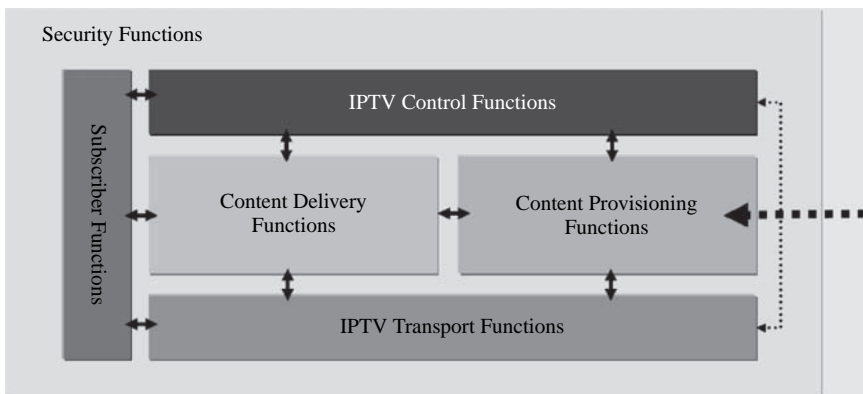 Security Functions
IPTV Control Functions
Subscriber Functions
Content Delivery
Functions
Content Provisioning
Functions
IPTV Transport Functions